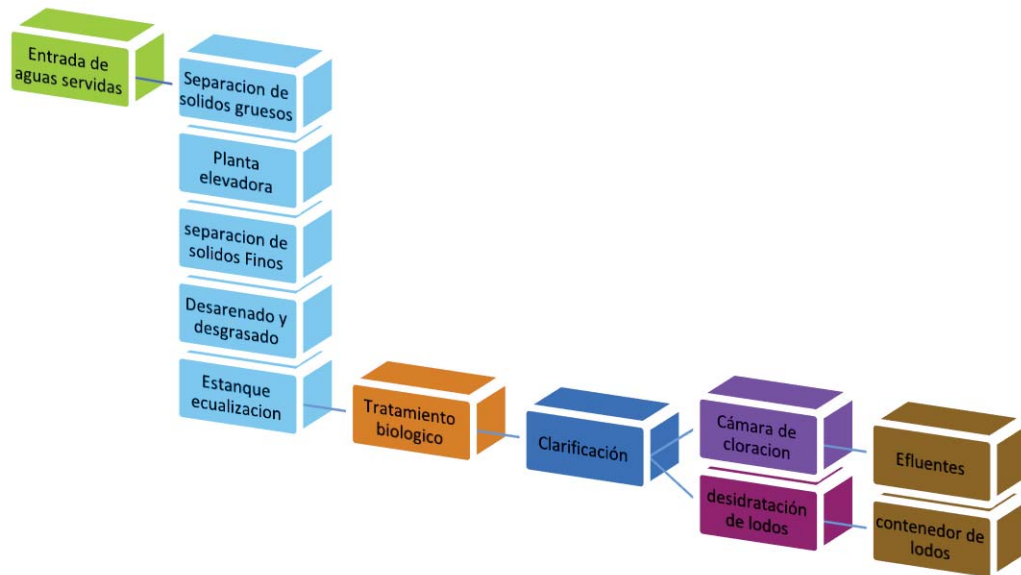 Entrada de
aguas servidas
Separacion de
solidos gruesos
Planta
elevadora
separacion de
solidos Finos
Desarenado y
desgrasado
Estanque
ecualizacion
Tratamiento
biologico
Clarificación
Cámara de
cloracion
Efluentes
desidratación
de lodos
contenedor de
lodos